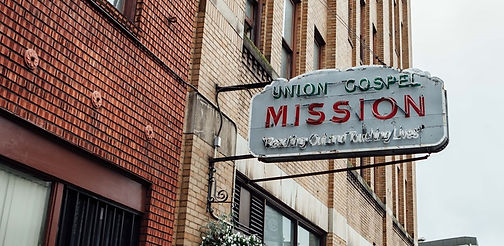 UNION GOSPEL
MISSION
"Reaching Out and Touching Lives"